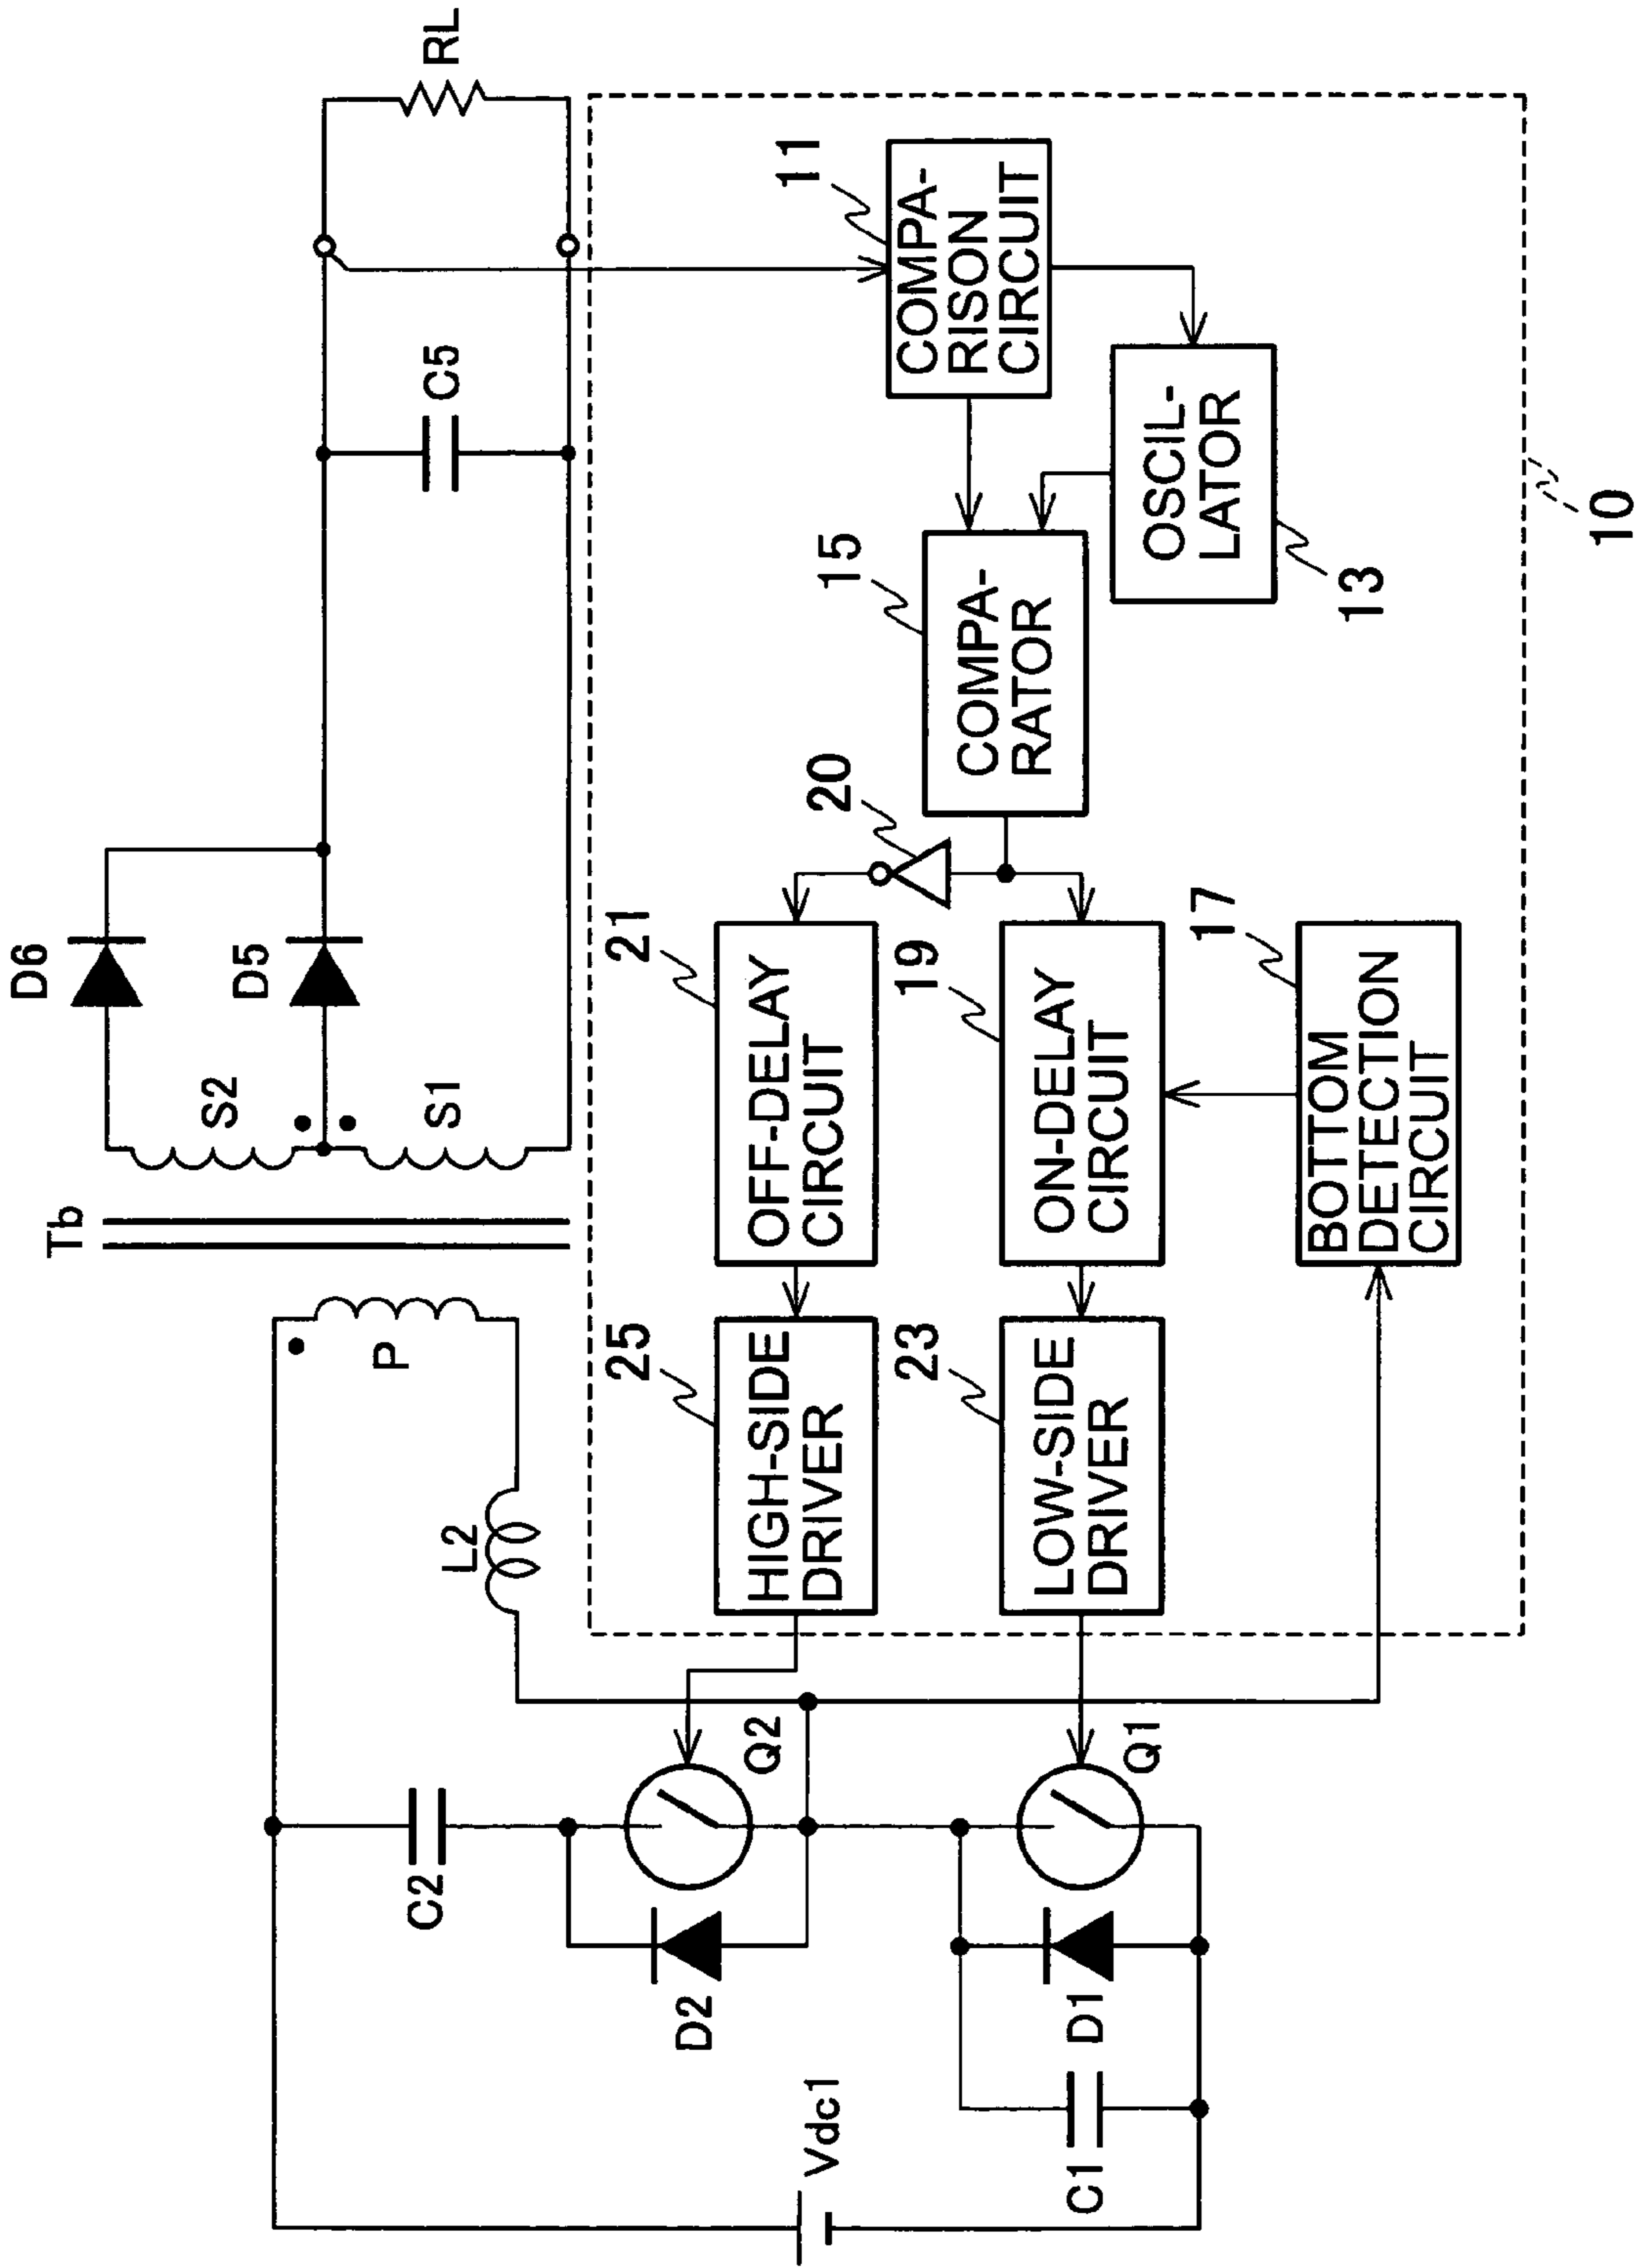 Tb
D6
S2
D5
S1
P
L2
C2
Q2
D2
Vdc1
C1
D1
Q1
C5
RL
25
HIGH-SIDE
DRIVER
21
OFF-DELAY
CIRCUIT
20
23
LOW-SIDE
DRIVER
19
ON-DELAY
CIRCUIT
15
COMPA-
RATOR
11
COMPA-
RISON
CIRCUIT
OSCIL-
LATOR
13
17
BOTTOM
DETECTION
CIRCUIT
10